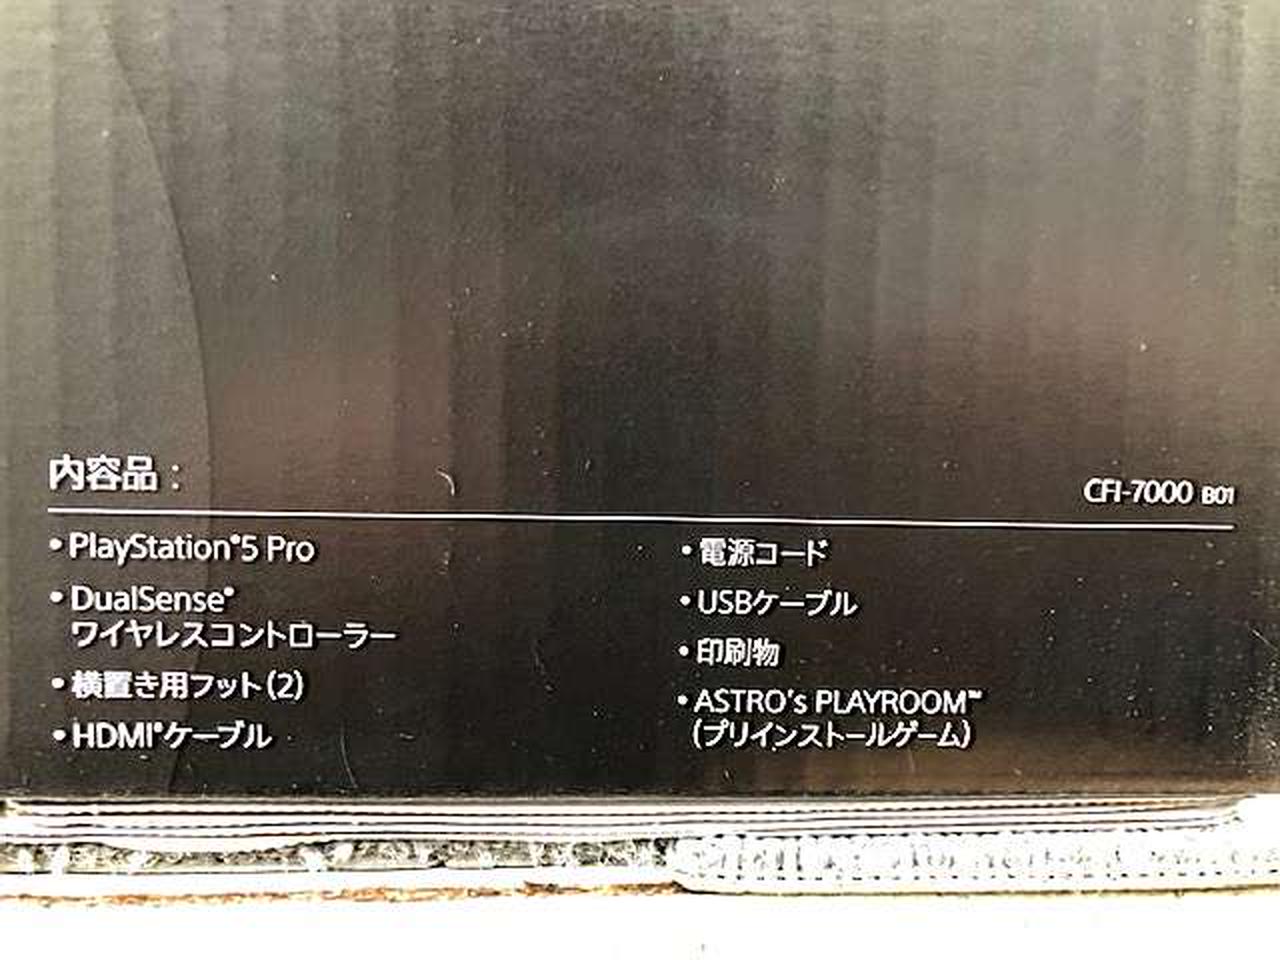 内容品：
CFI-7000 B01
• PlayStation®5 Pro
• DualSense®
ワイヤレスコントローラー
• 横置き用フット(2)
• HDMI®ケーブル
• 電源コード
• USBケーブル
• 印刷物
• ASTRO's PLAYROOM™
(プリインストールゲーム)